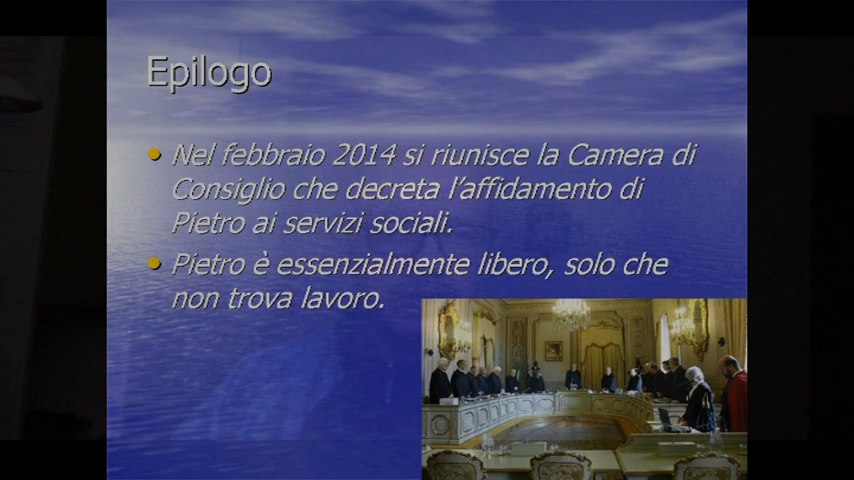 Epilogo
• Nel febbraio 2014 si riunisce la Camera di
Consiglio che decreta l'affidamento di
Pietro ai servizi sociali.
• Pietro è essenzialmente libero, solo che
non trova lavoro.